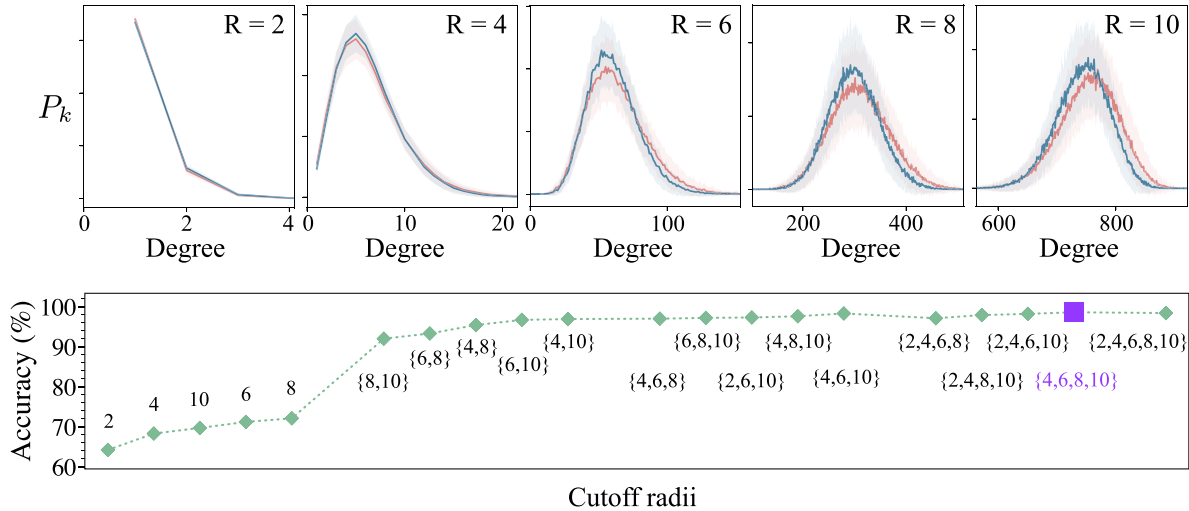 R = 2
R = 4
R = 6
R = 8
R = 10
P_k
0 2 4
0 10 20
0 100
200 400
600 800
Degree
Degree
Degree
Degree
Degree
Accuracy (%)
100
90
80
70
60
2
4
10
6
8
{8,10}
{6,8}
{4,8}
{6,10}
{4,10}
{4,6,8}
{6,8,10}
{2,6,10}
{4,8,10}
{4,6,10}
{2,4,6,8}
{2,4,8,10}
{2,4,6,10}
{4,6,8,10}
{2,4,6,8,10}
Cutoff radii